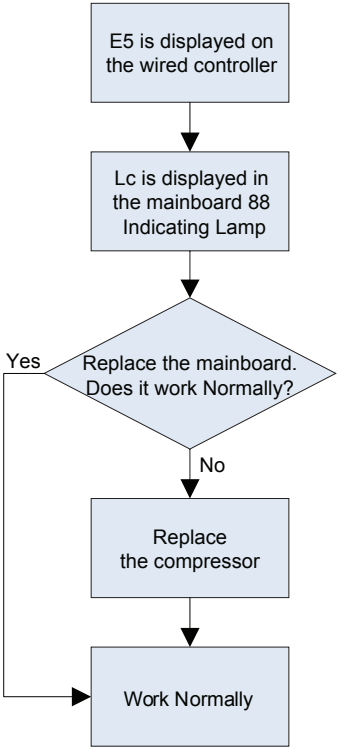 E5 is displayed on
the wired controller
Lc is displayed in
the mainboard 88
Indicating Lamp
Yes
Replace the mainboard.
Does it work Normally?
No
Replace
the compressor
Work Normally